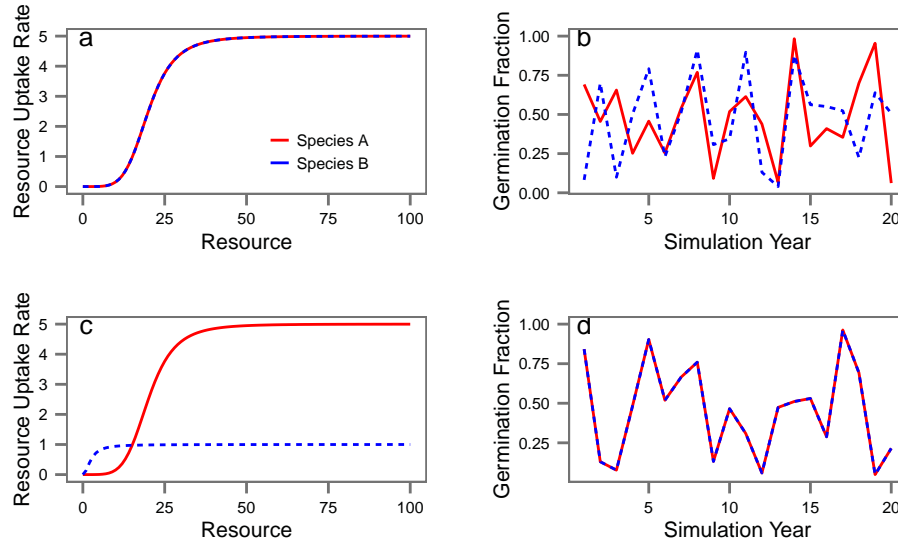 a
Resource Uptake Rate
5
4
3
2
1
0
Species A
Species B
0 25 50 75 100
Resource
b
Germination Fraction
1.00
0.75
0.50
0.25
0.00
5 10 15 20
Simulation Year
c
Resource Uptake Rate
5
4
3
2
1
0
0 25 50 75 100
Resource
d
Germination Fraction
1.00
0.75
0.50
0.25
5 10 15 20
Simulation Year